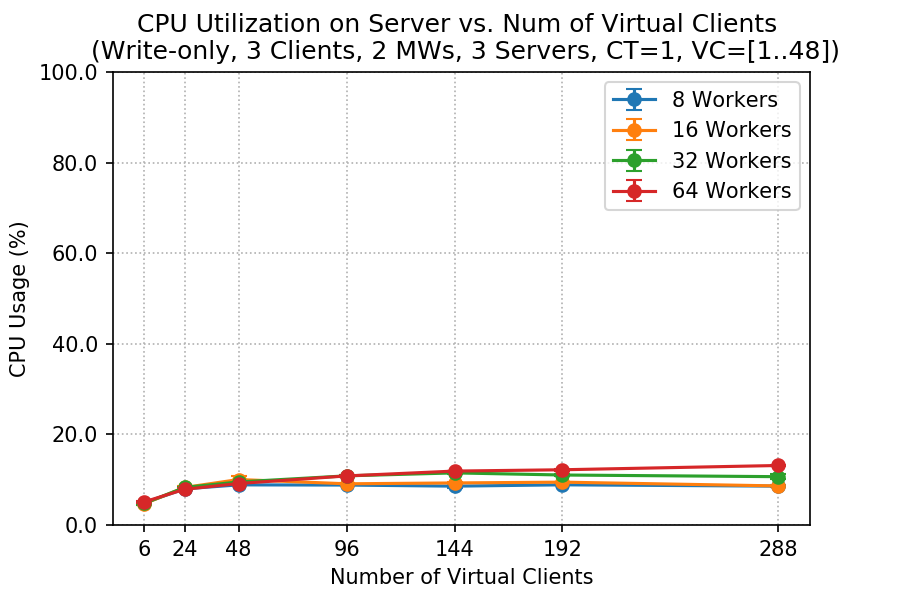 CPU Utilization on Server vs. Num of Virtual Clients
(Write-only, 3 Clients, 2 MWs, 3 Servers, CT=1, VC=[1..48])
100.0
80.0
60.0
40.0
20.0
0.0
CPU Usage (%)
8 Workers
16 Workers
32 Workers
64 Workers
6 24 48 96 144 192 288
Number of Virtual Clients